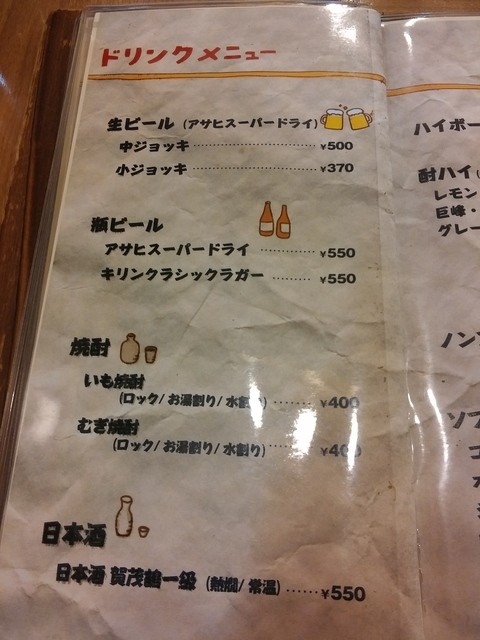 ドリンクメニュー
生ビール (アサヒスーパードライ)
中ジョッキ ¥500
小ジョッキ ¥370
瓶ビール
アサヒスーパードライ ¥550
キリンクラシックラガー ¥550
焼酎
いも焼酎
(ロック/お湯割り/水割り) ¥400
むぎ焼酎
(ロック/お湯割り/水割り) ¥400
日本酒
日本酒 賀茂鶴一級 (熱燗/常温) ¥550
ハイボー
酎ハイ
レモン
巨峰・
グレー
ノン
ソフ